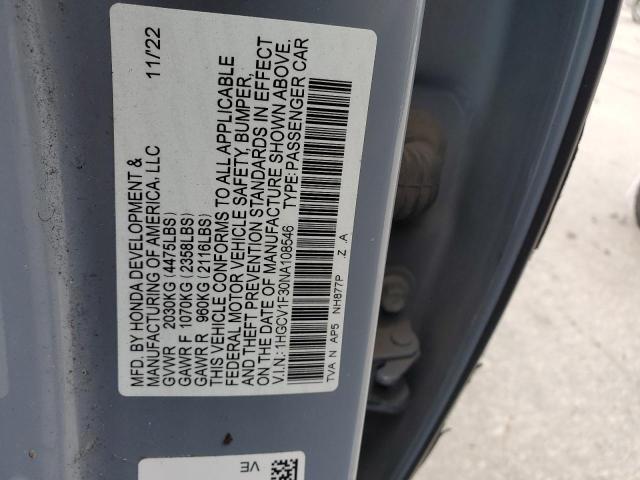 MFD. BY HONDA DEVELOPMENT & 11/22
MANUFACTURING OF AMERICA, LLC
GVWR 2030KG (4475LBS)
GAWR F 1070KG (2358LBS)
GAWR R 960KG (2116LBS)
THIS VEHICLE CONFORMS TO ALL APPLICABLE
FEDERAL MOTOR VEHICLE SAFETY, BUMPER,
AND THEFT PREVENTION STANDARDS IN EFFECT
ON THE DATE OF MANUFACTURE SHOWN ABOVE.
V.I.N.: 1HGCV1F30NA108546 TYPE: PASSENGER CAR
TVA N AP5 NH877P .Z .A
VE